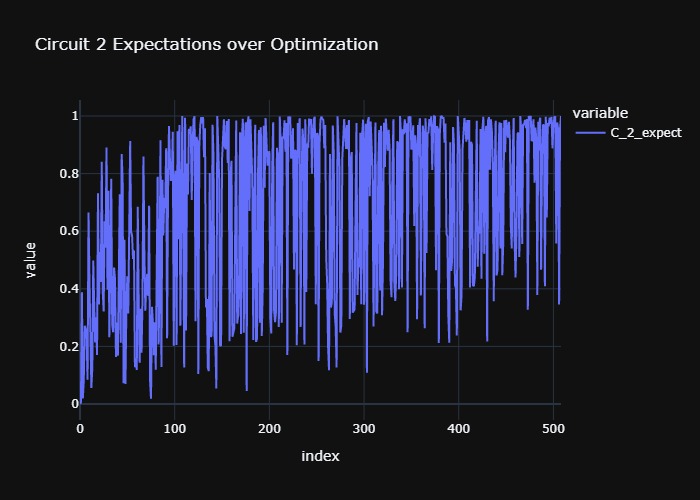 Circuit 2 Expectations over Optimization
variable
C_2_expect
value
1
0.8
0.6
0.4
0.2
0
0 100 200 300 400 500
index